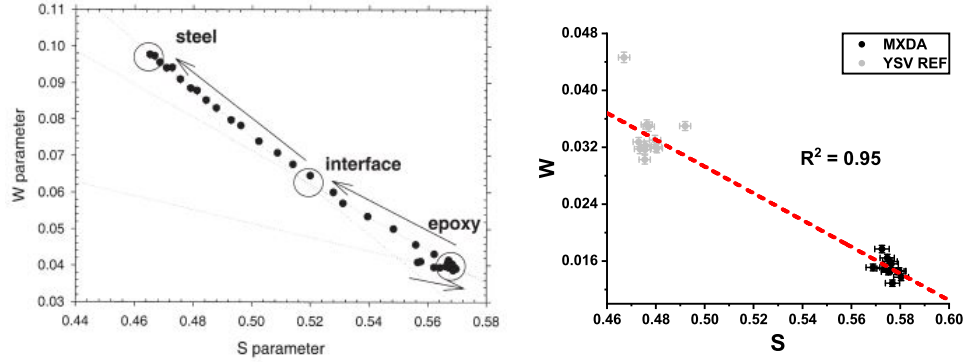 0.11
0.10
0.09
0.08
0.07
0.06
0.05
0.04
0.03
W parameter
steel
interface
epoxy
0.44 0.46 0.48 0.50 0.52 0.54 0.56 0.58
S parameter
0.048
0.040
0.032
0.024
0.016
W
MXDA
YSV REF
R² = 0.95
0.46 0.48 0.50 0.52 0.54 0.56 0.58 0.60
S